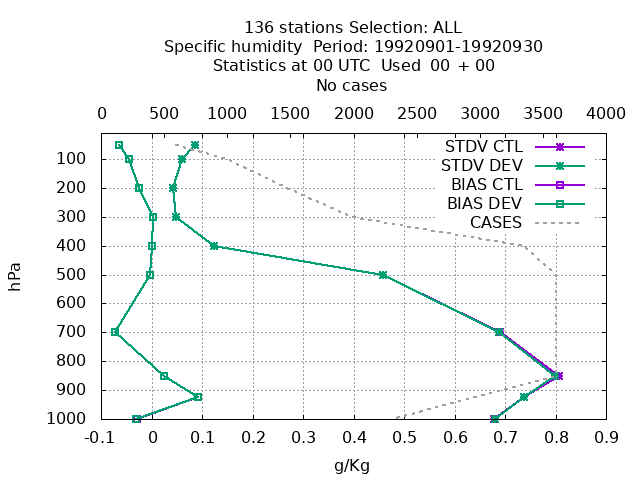 136 stations Selection: ALL
Specific humidity  Period: 19920901-19920930
Statistics at 00 UTC  Used  00 + 00
No cases
0 500 1000 1500 2000 2500 3000 3500 4000
STDV CTL
STDV DEV
BIAS CTL
BIAS DEV
CASES
100
200
300
400
500
600
700
800
900
1000
hPa
-0.1 0 0.1 0.2 0.3 0.4 0.5 0.6 0.7 0.8 0.9
g/Kg